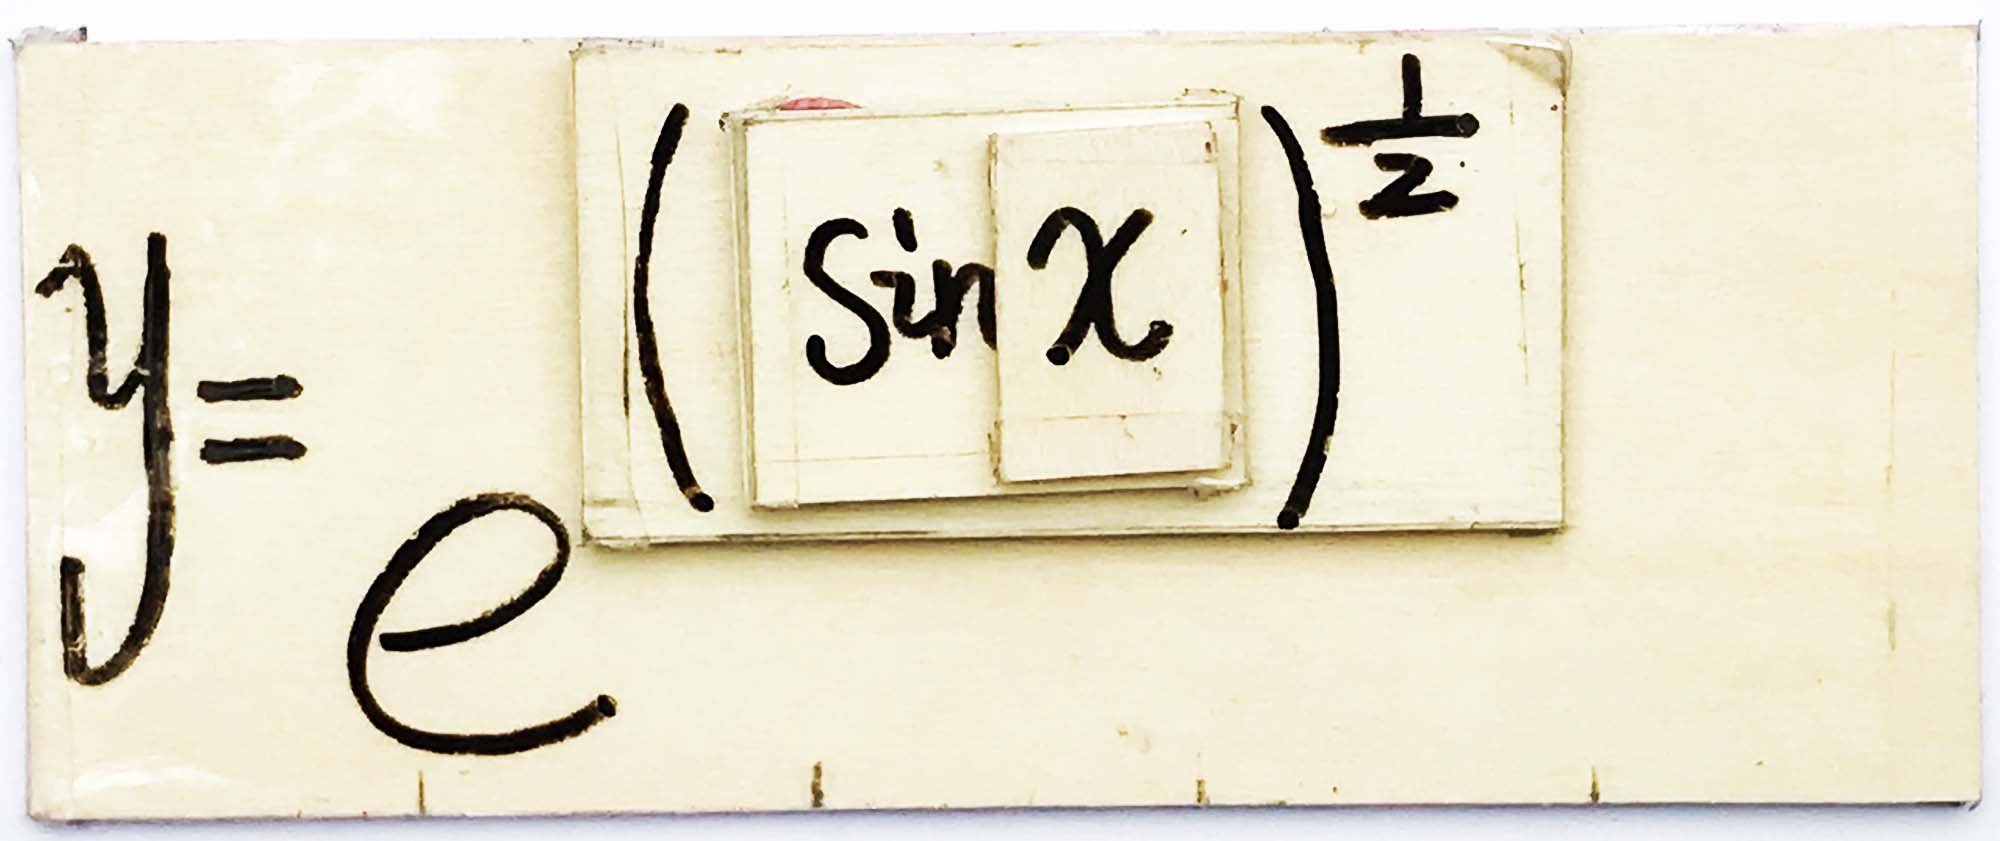 y = e^(sin x)^1/2